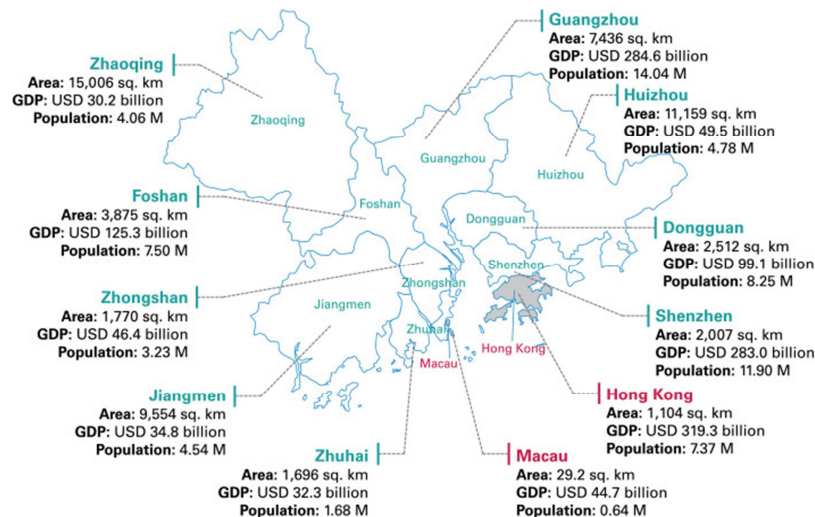 Guangzhou
Area: 7,436 sq. km
GDP: USD 284.6 billion
Population: 14.04 M
Zhaoqing
Area: 15,006 sq. km
GDP: USD 30.2 billion
Population: 4.06 M
Huizhou
Area: 11,159 sq. km
GDP: USD 49.5 billion
Population: 4.78 M
Zhaoqing
Guangzhou
Huizhou
Foshan
Area: 3,875 sq. km
GDP: USD 125.3 billion
Population: 7.50 M
Foshan
Dongguan
Dongguan
Area: 2,512 sq. km
GDP: USD 99.1 billion
Population: 8.25 M
Shenzhen
Zhongshan
Zhongshan
Area: 1,770 sq. km
GDP: USD 46.4 billion
Population: 3.23 M
Jiangmen
Shenzhen
Area: 2,007 sq. km
GDP: USD 283.0 billion
Population: 11.90 M
Zhuhai
Hong Kong
Macau
Jiangmen
Area: 9,554 sq. km
GDP: USD 34.8 billion
Population: 4.54 M
Hong Kong
Area: 1,104 sq. km
GDP: USD 319.3 billion
Population: 7.37 M
Zhuhai
Area: 1,696 sq. km
GDP: USD 32.3 billion
Population: 1.68 M
Macau
Area: 29.2 sq. km
GDP: USD 44.7 billion
Population: 0.64 M